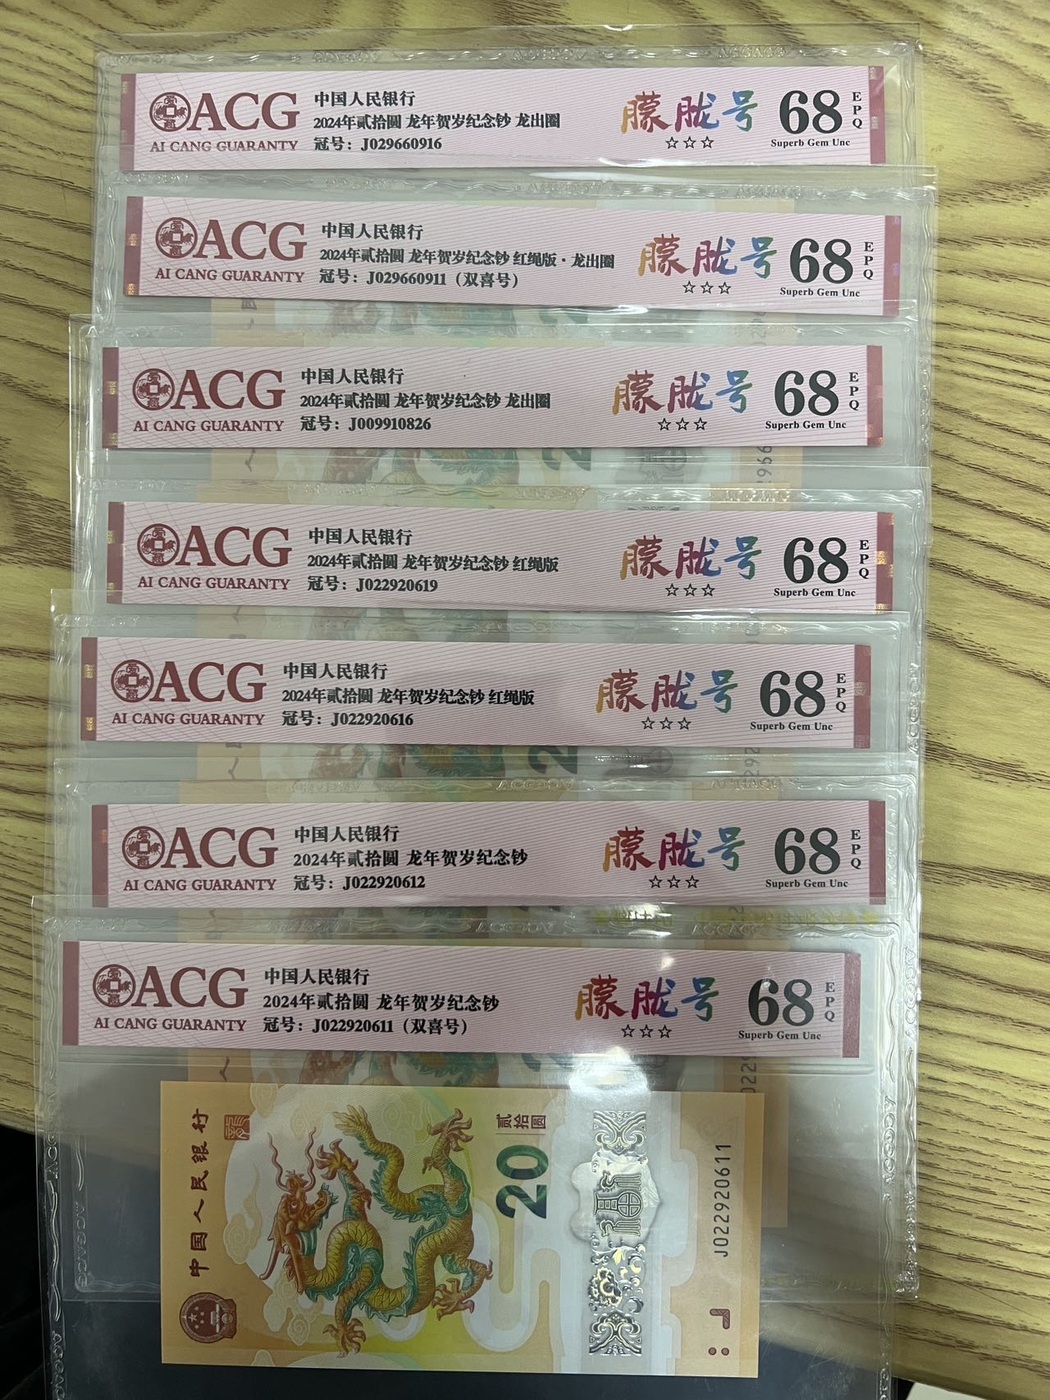 ACG
AI CANG GUARANTY
中国人民银行
2024年贰拾圆 龙年贺岁纪念钞 龙出圈
冠号：J029660916
朦胧号
☆☆☆
68
EPQ
Superb Gem Unc
ACG
AI CANG GUARANTY
中国人民银行
2024年贰拾圆 龙年贺岁纪念钞 红绳版·龙出圈
冠号：J029660911（双喜号）
朦胧号
☆☆☆
68
EPQ
Superb Gem Unc
ACG
AI CANG GUARANTY
中国人民银行
2024年贰拾圆 龙年贺岁纪念钞 龙出圈
冠号：J009910826
朦胧号
☆☆☆
68
EPQ
Superb Gem Unc
ACG
AI CANG GUARANTY
中国人民银行
2024年贰拾圆 龙年贺岁纪念钞 红绳版
冠号：J022920619
朦胧号
☆☆☆
68
EPQ
Superb Gem Unc
ACG
AI CANG GUARANTY
中国人民银行
2024年贰拾圆 龙年贺岁纪念钞 红绳版
冠号：J022920616
朦胧号
☆☆☆
68
EPQ
Superb Gem Unc
ACG
AI CANG GUARANTY
中国人民银行
2024年贰拾圆 龙年贺岁纪念钞
冠号：J022920612
朦胧号
☆☆☆
68
EPQ
Superb Gem Unc
ACG
AI CANG GUARANTY
中国人民银行
2024年贰拾圆 龙年贺岁纪念钞
冠号：J022920611（双喜号）
朦胧号
☆☆☆
68
EPQ
Superb Gem Unc
中国人民银行
贰拾圆
20
福
J022920611